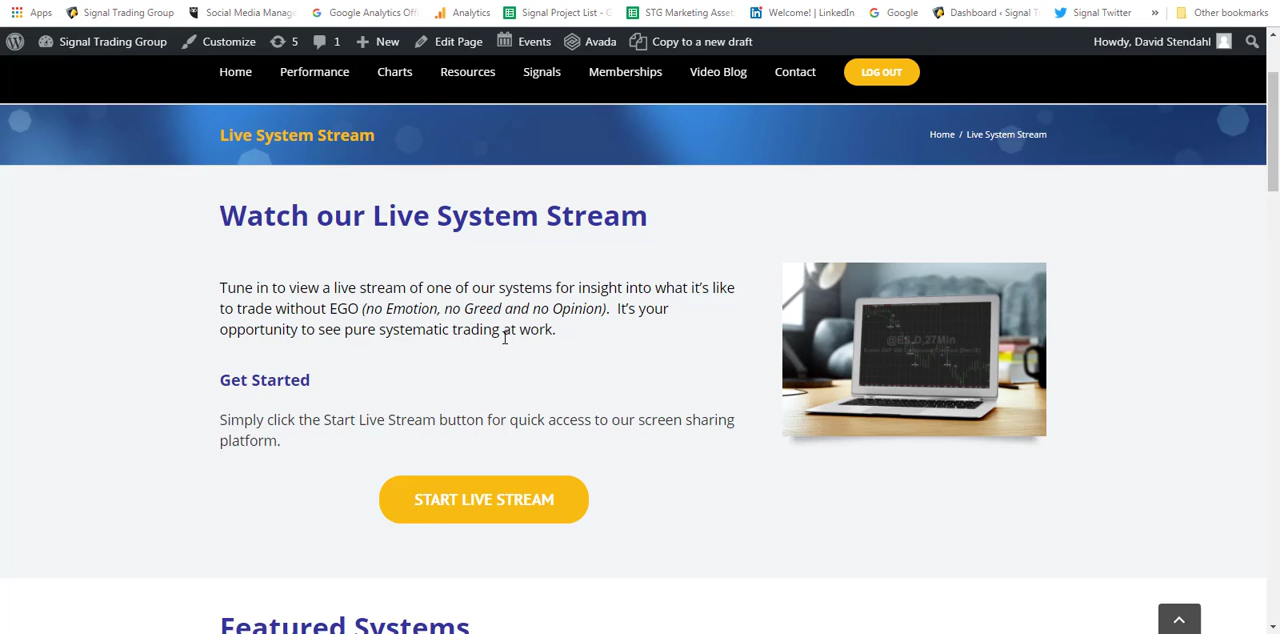 Apps Signal Trading Group Social Media Manage Google Analytics Offi Analytics Signal Project List - G STG Marketing Asset Welcome! | LinkedIn Google Dashboard ‹ Signal Tr Signal Twitter » Other bookmarks
Signal Trading Group Customize 5 1 New Edit Page Events Avada Copy to a new draft Howdy, David Stendahl
Home Performance Charts Resources Signals Memberships Video Blog Contact LOG OUT
Live System Stream Home / Live System Stream
Watch our Live System Stream
Tune in to view a live stream of one of our systems for insight into what it's like
to trade without EGO (no Emotion, no Greed and no Opinion). It's your
opportunity to see pure systematic trading at work.
@ES.D,27Min
Get Started
Simply click the Start Live Stream button for quick access to our screen sharing
platform.
START LIVE STREAM
Featured Systems